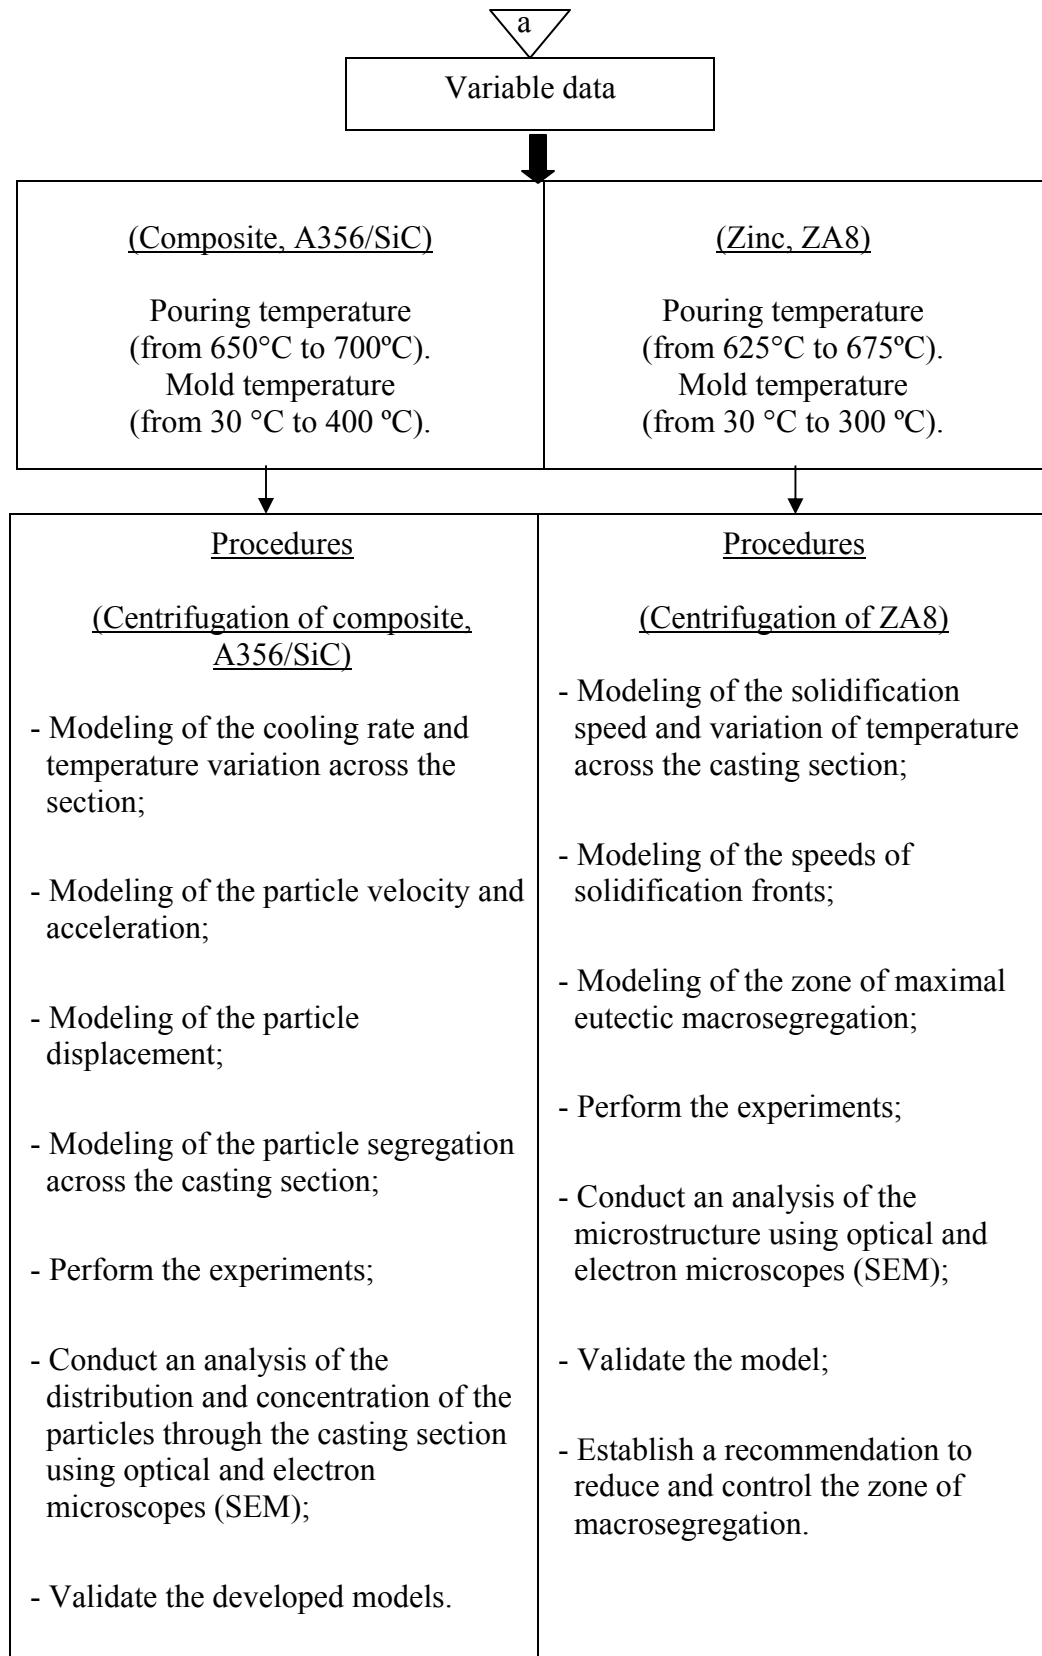 a
Variable data
(Composite, A356/SiC)
Pouring temperature
(from 650°C to 700ºC).
Mold temperature
(from 30 °C to 400 ºC).
(Zinc, ZA8)
Pouring temperature
(from 625°C to 675ºC).
Mold temperature
(from 30 °C to 300 ºC).
Procedures
(Centrifugation of composite,
A356/SiC)
- Modeling of the cooling rate and
temperature variation across the
section;
- Modeling of the particle velocity and
acceleration;
- Modeling of the particle
displacement;
- Modeling of the particle segregation
across the casting section;
- Perform the experiments;
- Conduct an analysis of the
distribution and concentration of the
particles through the casting section
using optical and electron
microscopes (SEM);
- Validate the developed models.
Procedures
(Centrifugation of ZA8)
- Modeling of the solidification
speed and variation of temperature
across the casting section;
- Modeling of the speeds of
solidification fronts;
- Modeling of the zone of maximal
eutectic macrosegregation;
- Perform the experiments;
- Conduct an analysis of the
microstructure using optical and
electron microscopes (SEM);
- Validate the model;
- Establish a recommendation to
reduce and control the zone of
macrosegregation.